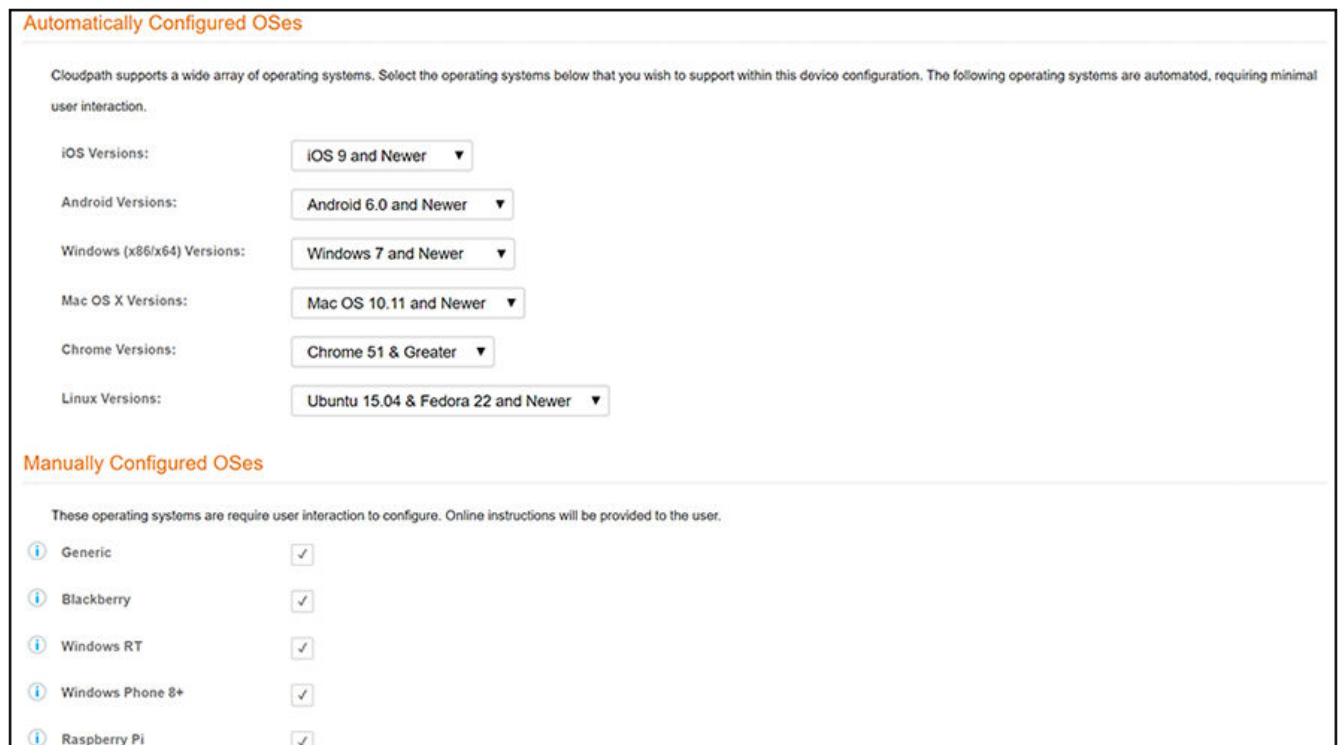 Automatically Configured OSes
Cloudpath supports a wide array of operating systems. Select the operating systems below that you wish to support within this device configuration. The following operating systems are automated, requiring minimal
user interaction.
iOS Versions: iOS 9 and Newer
Android Versions: Android 6.0 and Newer
Windows (x86/x64) Versions: Windows 7 and Newer
Mac OS X Versions: Mac OS 10.11 and Newer
Chrome Versions: Chrome 51 & Greater
Linux Versions: Ubuntu 15.04 & Fedora 22 and Newer
Manually Configured OSes
These operating systems are require user interaction to configure. Online instructions will be provided to the user.
Generic
Blackberry
Windows RT
Windows Phone 8+
Raspberry Pi